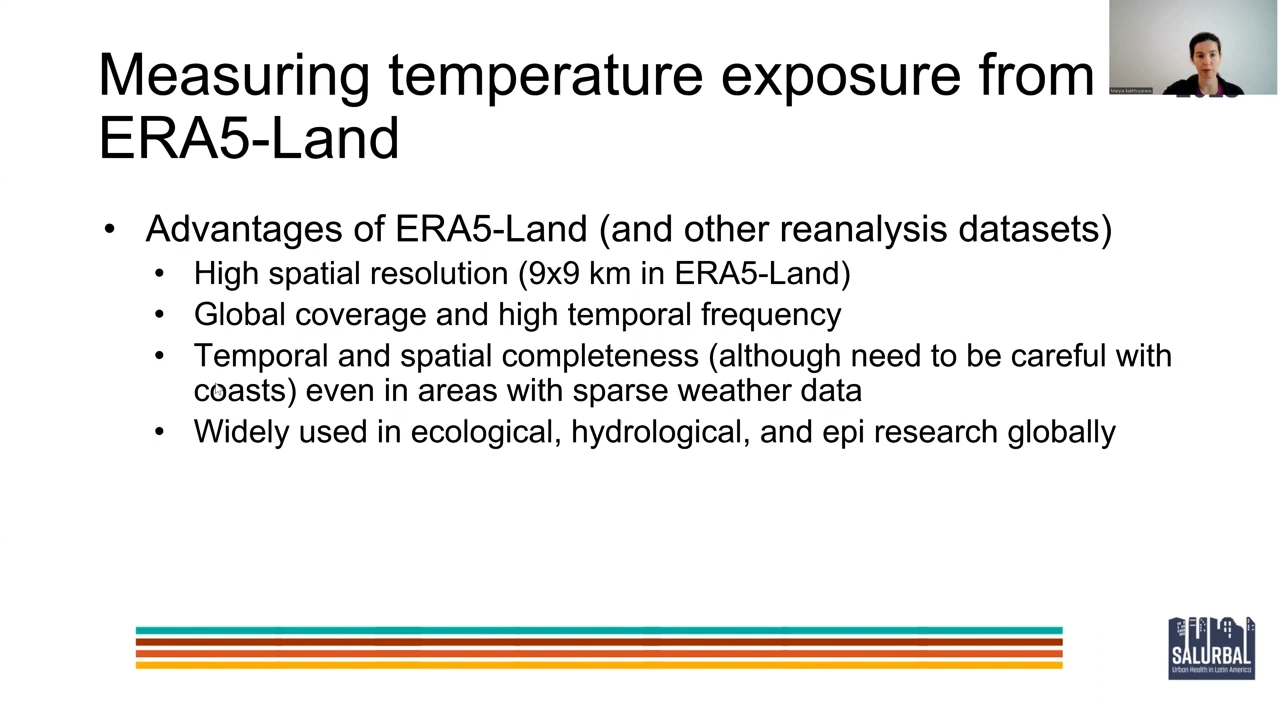 Measuring temperature exposure from
ERA5-Land
• Advantages of ERA5-Land (and other reanalysis datasets)
• High spatial resolution (9x9 km in ERA5-Land)
• Global coverage and high temporal frequency
• Temporal and spatial completeness (although need to be careful with
coasts) even in areas with sparse weather data
• Widely used in ecological, hydrological, and epi research globally
SALURBAL
Urban Health in Latin America